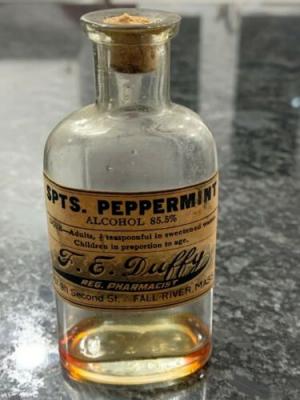 SPTS. PEPPERMINT
ALCOHOL 85.5%
Adults, ½ teaspoonful in sweetened
Children in proportion to age.
F. E. Duffy
REG. PHARMACIST
Second St. FALL RIVER, MASS